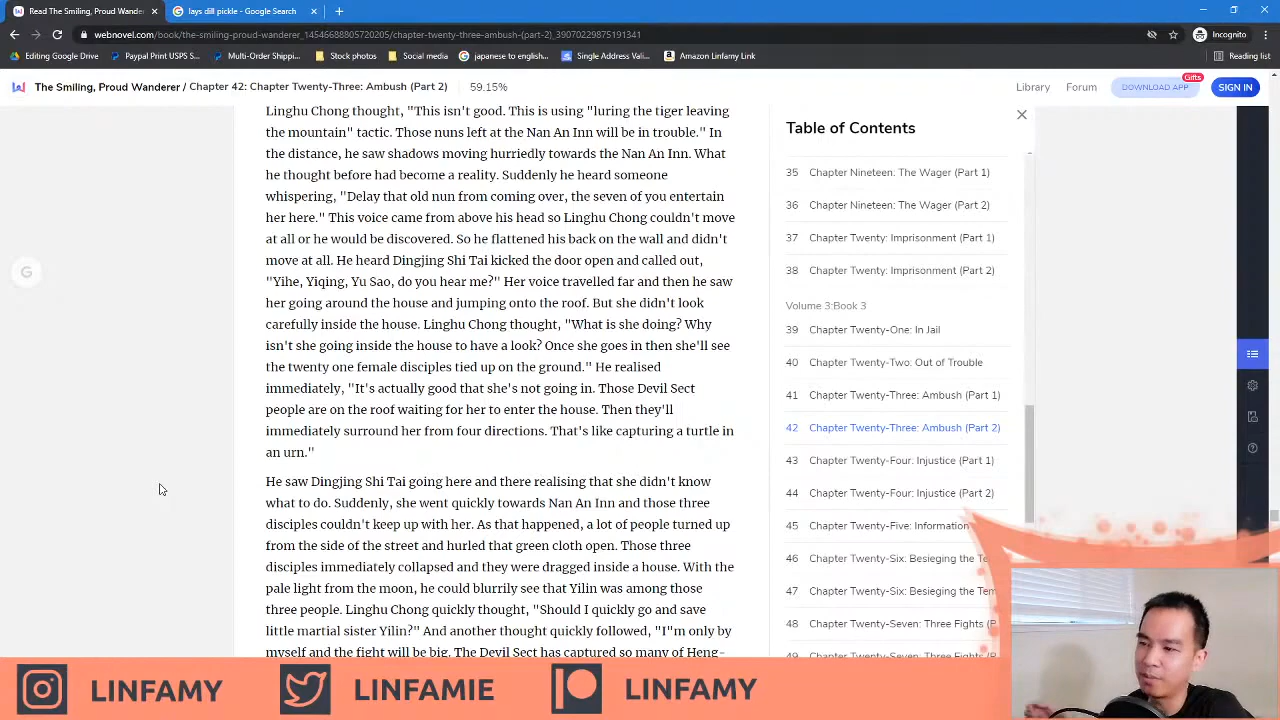 Read The Smiling, Proud Wander
lays dill pickle - Google Search
webnovel.com/book/the-smiling-proud-wanderer_14546688805720205/chapter-twenty-three-ambush-(part-2)_39070229875191341
Incognito
Editing Google Drive
Paypal Print USPS S...
Multi-Order Shippi...
Stock photos
Social media
japanese to english...
Single Address Vali...
Amazon Linfamy Link
Reading list
The Smiling, Proud Wanderer / Chapter 42: Chapter Twenty-Three: Ambush (Part 2) 59.15%
Library
Forum
DOWNLOAD APP
Gifts
SIGN IN
Linghu Chong thought, "This isn't good. This is using "luring the tiger leaving
the mountain" tactic. Those nuns left at the Nan An Inn will be in trouble." In
the distance, he saw shadows moving hurriedly towards the Nan An Inn. What
he thought before had become a reality. Suddenly he heard someone
whispering, "Delay that old nun from coming over, the seven of you entertain
her here." This voice came from above his head so Linghu Chong couldn't move
at all or he would be discovered. So he flattened his back on the wall and didn't
move at all. He heard Dingjing Shi Tai kicked the door open and called out,
"Yihe, Yiqing, Yu Sao, do you hear me?" Her voice travelled far and then he saw
her going around the house and jumping onto the roof. But she didn't look
carefully inside the house. Linghu Chong thought, "What is she doing? Why
isn't she going inside the house to have a look? Once she goes in then she'll see
the twenty one female disciples tied up on the ground." He realised
immediately, "It's actually good that she's not going in. Those Devil Sect
people are on the roof waiting for her to enter the house. Then they'll
immediately surround her from four directions. That's like capturing a turtle in
an urn."
He saw Dingjing Shi Tai going here and there realising that she didn't know
what to do. Suddenly, she went quickly towards Nan An Inn and those three
disciples couldn't keep up with her. As that happened, a lot of people turned up
from the side of the street and hurled that green cloth open. Those three
disciples immediately collapsed and they were dragged inside a house. With the
pale light from the moon, he could blurrily see that Yilin was among those
three people. Linghu Chong quickly thought, "Should I quickly go and save
little martial sister Yilin?" And another thought quickly followed, "I"m only by
myself and the fight will be big. The Devil Sect has captured so many of Heng-
Table of Contents
35 Chapter Nineteen: The Wager (Part 1)
36 Chapter Nineteen: The Wager (Part 2)
37 Chapter Twenty: Imprisonment (Part 1)
38 Chapter Twenty: Imprisonment (Part 2)
Volume 3:Book 3
39 Chapter Twenty-One: In Jail
40 Chapter Twenty-Two: Out of Trouble
41 Chapter Twenty-Three: Ambush (Part 1)
42 Chapter Twenty-Three: Ambush (Part 2)
43 Chapter Twenty-Four: Injustice (Part 1)
44 Chapter Twenty-Four: Injustice (Part 2)
45 Chapter Twenty-Five: Information
46 Chapter Twenty-Six: Besieging the Te
47 Chapter Twenty-Six: Besieging the Tem
48 Chapter Twenty-Seven: Three Fights (P
49 Chapter Twenty-Seven: Three Fights (P
LINFAMY
LINFAMIE
LINFAMY